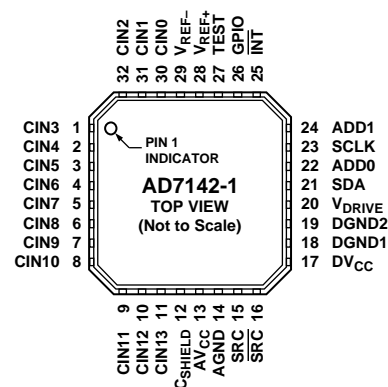 32 CIN2
31 CIN1
30 CIN0
29 VREF–
28 VREF+
27 TEST
26 GPIO
25 INT
CIN3 1
CIN4 2
CIN5 3
CIN6 4
CIN7 5
CIN8 6
CIN9 7
CIN10 8
PIN 1
INDICATOR
AD7142-1
TOP VIEW
(Not to Scale)
24 ADD1
23 SCLK
22 ADD0
21 SDA
20 VDRIVE
19 DGND2
18 DGND1
17 DVCC
CIN11 9
CIN12 10
CIN13 11
CSHIELD 12
AVCC 13
AGND 14
SRC 15
SRC 16